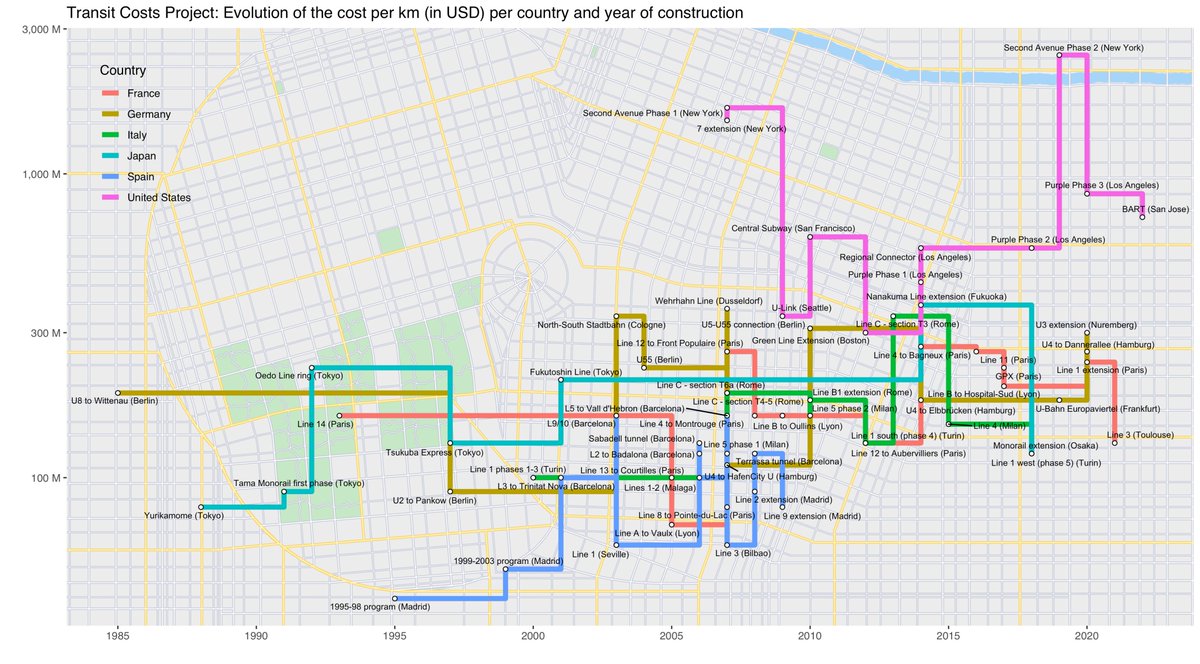 Transit Costs Project: Evolution of the cost per km (in USD) per country and year of construction
3,000 M
1,000 M
300 M
100 M
Country
France
Germany
Italy
Japan
Spain
United States
Second Avenue Phase 2 (New York)
Second Avenue Phase 1 (New York)
7 extension (New York)
Purple Phase 3 (Los Angeles)
BART (San Jose)
Central Subway (San Francisco)
Purple Phase 2 (Los Angeles)
Regional Connector (Los Angeles)
Purple Phase 1 (Los Angeles)
Nanakuma Line extension (Fukuoka)
Wehrhahn Line (Dusseldorf)
U-Link (Seattle)
North-South Stadtbahn (Cologne)
U5-U55 connection (Berlin)
Line C - section T3 (Rome)
U3 extension (Nuremberg)
Line 12 to Front Populaire (Paris)
Green Line Extension (Boston)
U4 to Dannerallee (Hamburg)
U55 (Berlin)
Line 4 to Bagneux (Paris)
Line 11 (Paris)
Line 1 extension (Paris)
Oedo Line ring (Tokyo)
Fukutoshin Line (Tokyo)
GPX (Paris)
Line C - section T6a (Rome)
Line B1 extension (Rome)
Line B to Hospital-Sud (Lyon)
U8 to Wittenau (Berlin)
Line C - section T4-5 (Rome)
L5 to Vall d'Hebron (Barcelona)
Line 5 phase 2 (Milan)
U4 to Elbbrücken (Hamburg)
U-Bahn Europaviertel (Frankfurt)
Line 14 (Paris)
L9/10 (Barcelona)
Line 4 to Montrouge (Paris)
Line B to Oullins (Lyon)
Line 4 (Milan)
Sabadell tunnel (Barcelona)
Line 5 phase 1 (Milan)
Line 1 south (phase 4) (Turin)
Line 3 (Toulouse)
Tsukuba Express (Tokyo)
L2 to Badalona (Barcelona)
Line 12 to Aubervilliers (Paris)
Monorail extension (Osaka)
Terrassa tunnel (Barcelona)
Line 1 west (phase 5) (Turin)
Line 1 phases 1-3 (Turin)
Line 13 to Courtilles (Paris)
U4 to HafenCity U (Hamburg)
Tama Monorail first phase (Tokyo)
L3 to Trinitat Nova (Barcelona)
Lines 1-2 (Malaga)
U2 to Pankow (Berlin)
Line 2 extension (Madrid)
Yurikamome (Tokyo)
Line 8 to Pointe-du-Lac (Paris)
Line 9 extension (Madrid)
Line A to Vaulx (Lyon)
Line 1 (Seville)
Line 3 (Bilbao)
1999-2003 program (Madrid)
1995-98 program (Madrid)
1985
1990
1995
2000
2005
2010
2015
2020